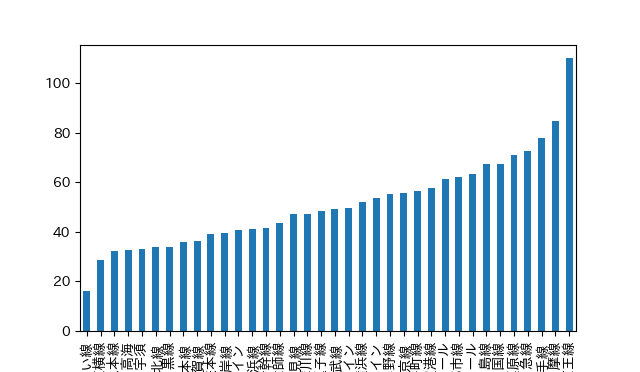 100
80
60
40
20
0
い線
横線
本線
高海
宇須
北線
黒線
本線
賀線
本線
岸線
イン
浜線
幹線
師線
見線
川線
子線
武線
イン
浜線
イン
野線
京線
町線
港線
ール
市線
ール
島線
国線
原線
急線
手線
摩線
王線